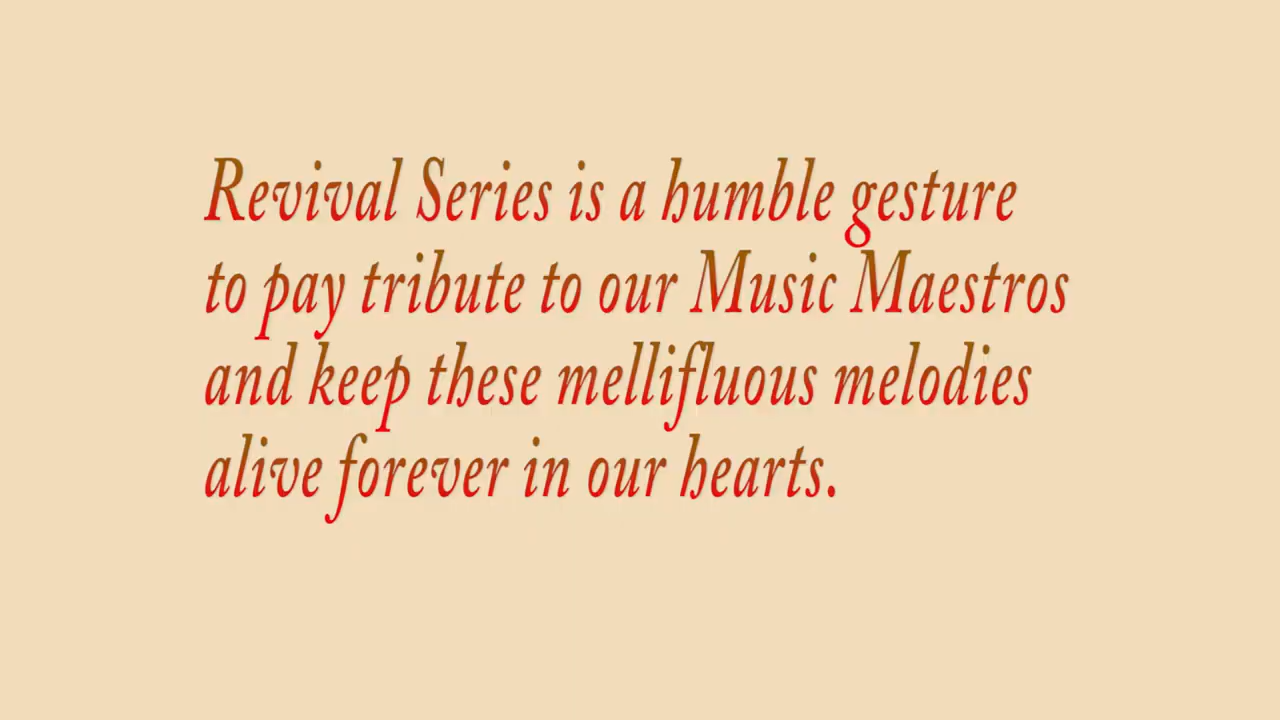 Revival Series is a humble gesture
to pay tribute to our Music Maestros
and keep these mellifluous melodies
alive forever in our hearts.